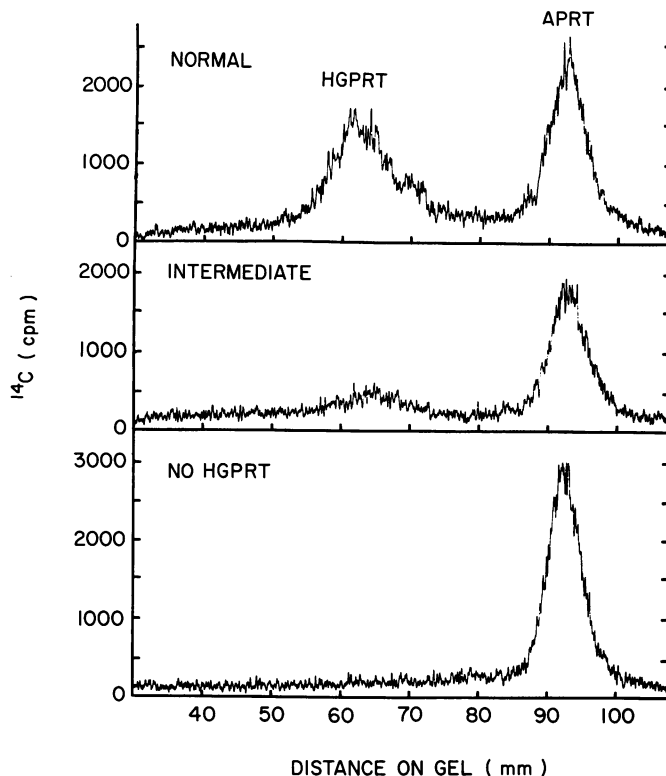 APRT
NORMAL
HGPRT
2000
1000
0
INTERMEDIATE
2000
1000
0
¹⁴C (cpm)
NO HGPRT
3000
2000
1000
0
40 50 60 70 80 90 100
DISTANCE ON GEL (mm)